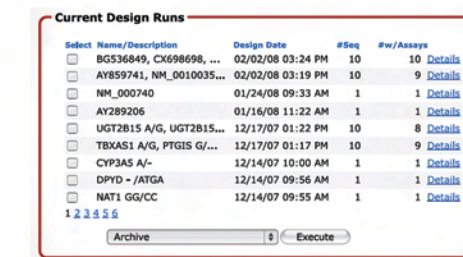 Current Design Runs
Select Name/Description Design Date #Seq #w/Assays
BG536849, CX698698, ... 02/02/08 03:24 PM 10 10 Details
AY859741, NM_0010035... 02/02/08 03:19 PM 10 9 Details
NM_000740 01/24/08 09:33 AM 1 1 Details
AY289206 01/16/08 11:22 AM 1 1 Details
UGT2B15 A/G, UGT2B15... 12/17/07 01:22 PM 10 8 Details
TBXAS1 A/G, PTGIS G/... 12/17/07 01:17 PM 10 9 Details
CYP3A5 A/- 12/14/07 10:00 AM 1 1 Details
DPYD - /ATGA 12/14/07 09:56 AM 1 1 Details
NAT1 GG/CC 12/14/07 09:55 AM 1 1 Details
1 2 3 4 5 6
Archive Execute